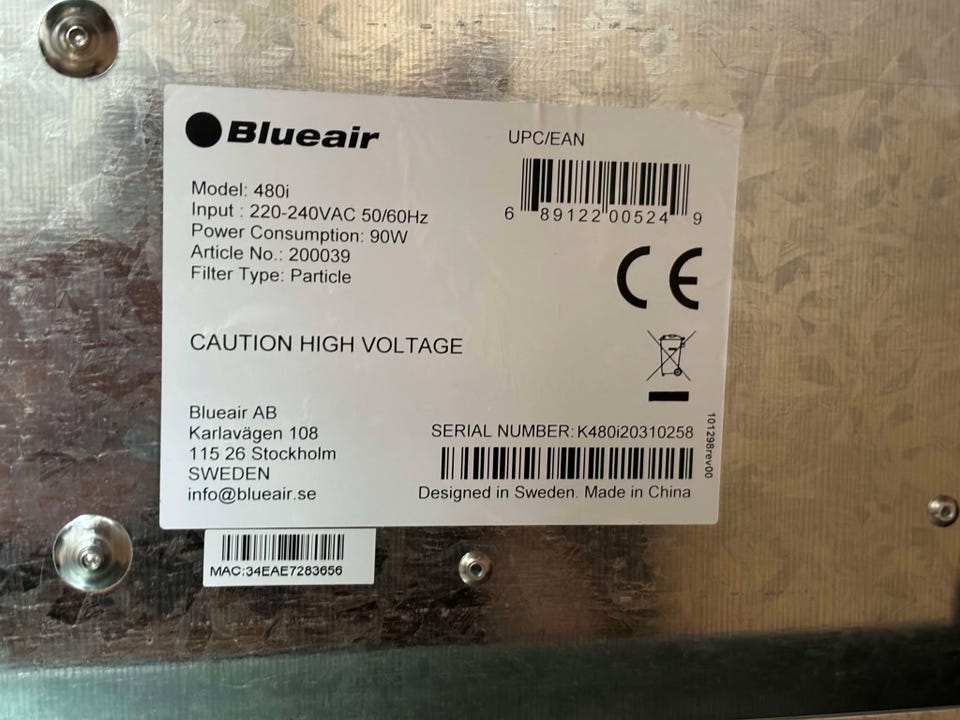 Blueair
Model: 480i
Input : 220-240VAC 50/60Hz
Power Consumption: 90W
Article No.: 200039
Filter Type: Particle
UPC/EAN
6 89122 00524 9
CE
CAUTION HIGH VOLTAGE
Blueair AB
Karlavägen 108
115 26 Stockholm
SWEDEN
info@blueair.se
SERIAL NUMBER: K480i20310258
Designed in Sweden. Made in China
101298rev00
MAC:34EAE7283656